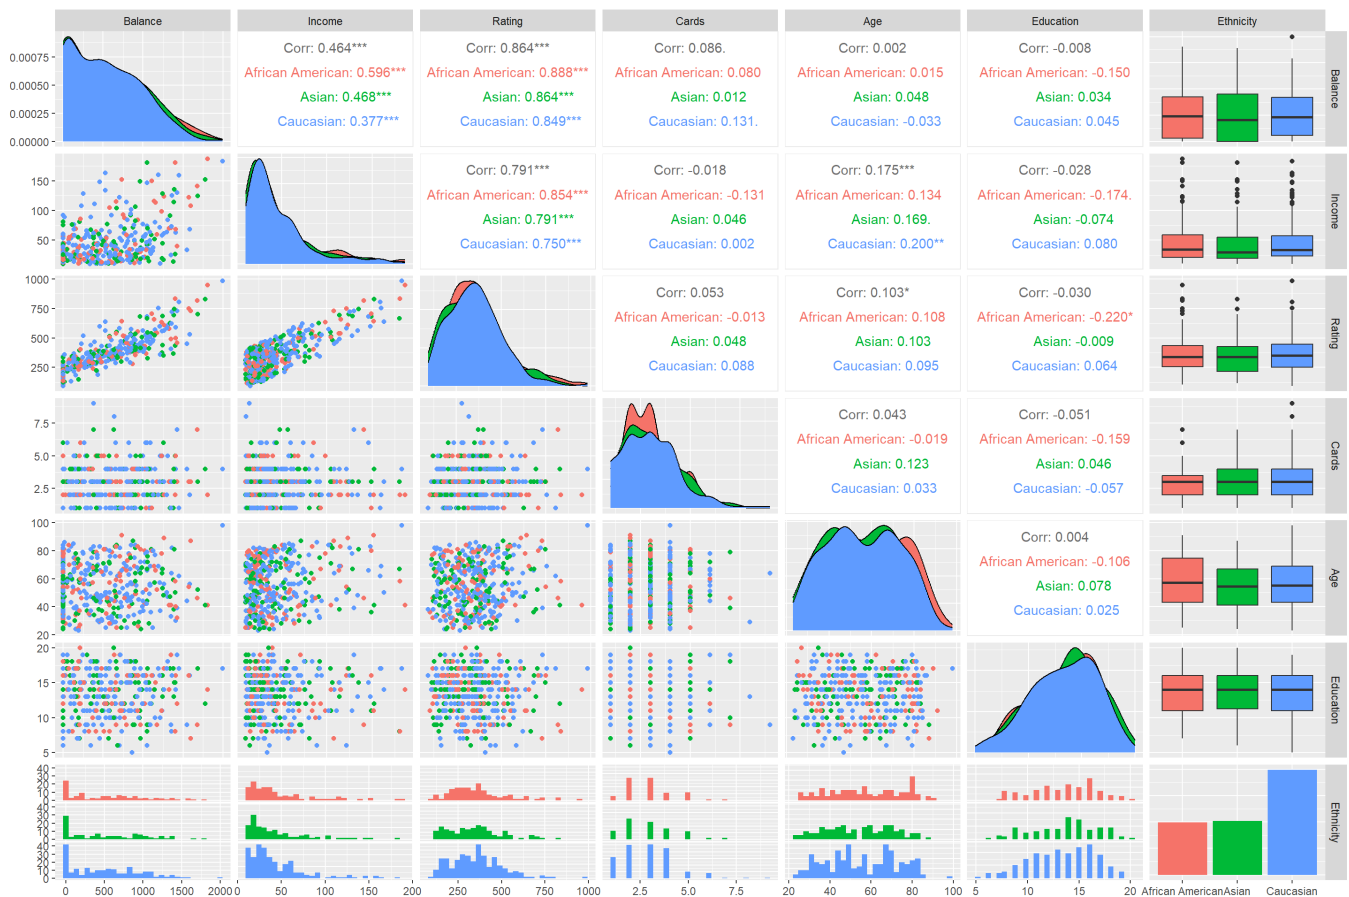 Balance Income Rating Cards Age Education Ethnicity
Corr: 0.464*** Corr: 0.864*** Corr: 0.086. Corr: 0.002 Corr: -0.008
0.00075
African American: 0.596*** African American: 0.888*** African American: 0.080 African American: 0.015 African American: -0.150
Balance
0.00050
Asian: 0.468*** Asian: 0.864*** Asian: 0.012 Asian: 0.048 Asian: 0.034
0.00025
Caucasian: 0.377*** Caucasian: 0.849*** Caucasian: 0.131. Caucasian: -0.033 Caucasian: 0.045
0.00000
Corr: 0.791*** Corr: -0.018 Corr: 0.175*** Corr: -0.028
150
African American: 0.854*** African American: -0.131 African American: 0.134 African American: -0.174.
Income
100
Asian: 0.791*** Asian: 0.046 Asian: 0.169. Asian: -0.074
50
Caucasian: 0.750*** Caucasian: 0.002 Caucasian: 0.200** Caucasian: 0.080
1000
Corr: 0.053 Corr: 0.103* Corr: -0.030
750
African American: -0.013 African American: 0.108 African American: -0.220*
Rating
500
Asian: 0.048 Asian: 0.103 Asian: -0.009
250
Caucasian: 0.088 Caucasian: 0.095 Caucasian: 0.064
Corr: 0.043 Corr: -0.051
7.5
African American: -0.019 African American: -0.159
Cards
5.0
Asian: 0.123 Asian: 0.046
2.5
Caucasian: 0.033 Caucasian: -0.057
100
Corr: 0.004
80
African American: -0.106
Age
60
Asian: 0.078
40
Caucasian: 0.025
20
20
15
Education
10
5
40
30
20
10
0
40
30
20
10
0
Ethnicity
40
30
20
10
0
0 500 1000 1500 2000 0 50 100 150 200 250 500 750 1000 2.5 5.0 7.5 20 40 60 80 100 5 10 15 20 African American Asian Caucasian